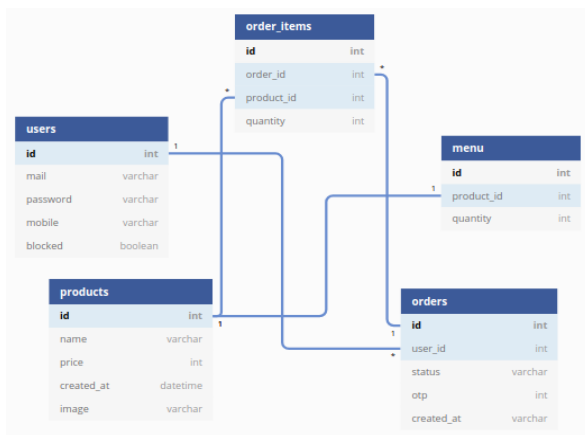 order_items
id int
order_id int
product_id int
quantity int
*
*
users
id int
mail varchar
password varchar
mobile varchar
blocked boolean
1
menu
id int
product_id int
quantity int
1
products
id int
name varchar
price int
created_at datetime
image varchar
1
orders
id int
user_id int
status varchar
otp int
created_at varchar
1
*